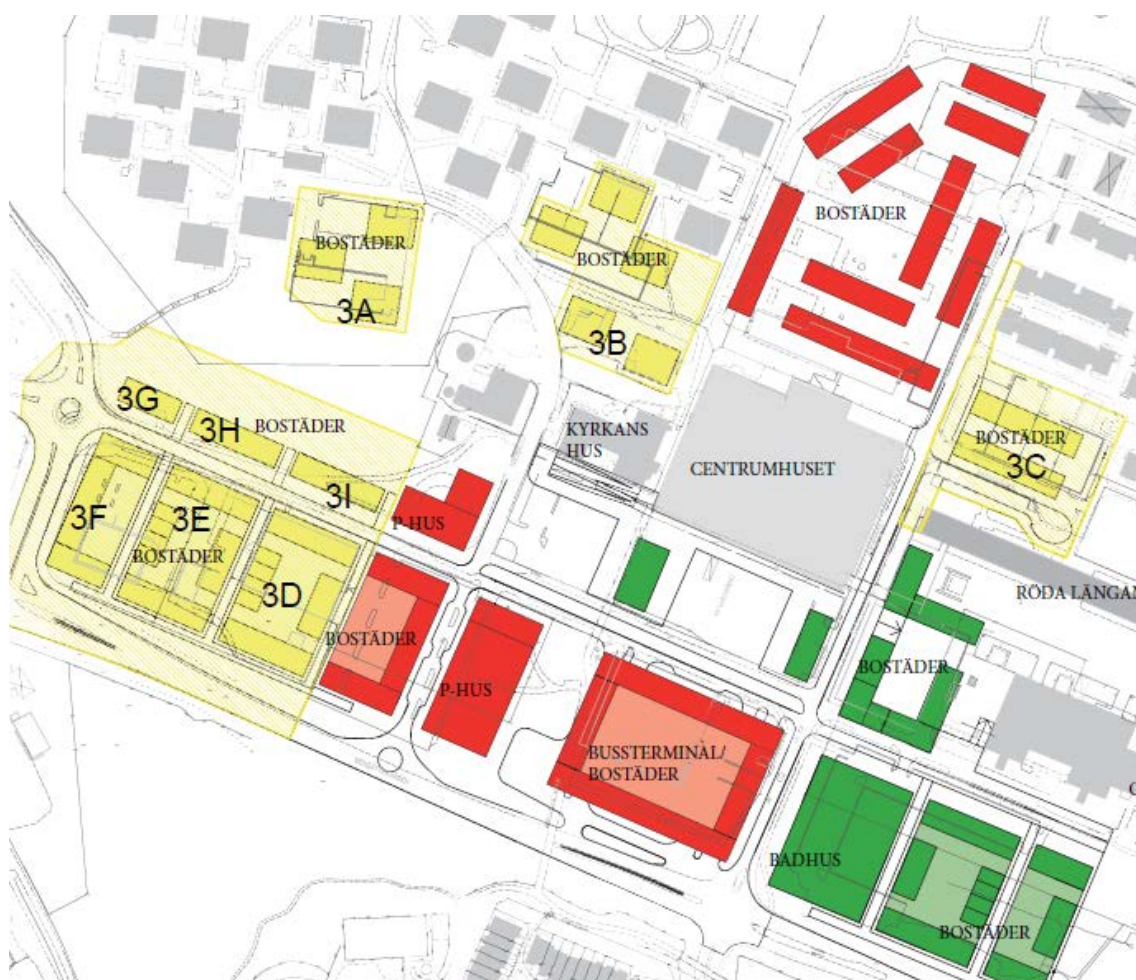 BOSTÄDER
BOSTÄDER
3A
BOSTÄDER
3B
3G
3H
BOSTÄDER
3I
KYRKANS
HUS
CENTRUMHUSET
BOSTÄDER
3C
3F
3E
BOSTÄDER
3D
P-HUS
BOSTÄDER
P-HUS
RÖDA LÄNGAN
BOSTÄDER
BUSSTERMINAL/
BOSTÄDER
BADHUS
BOSTÄDER